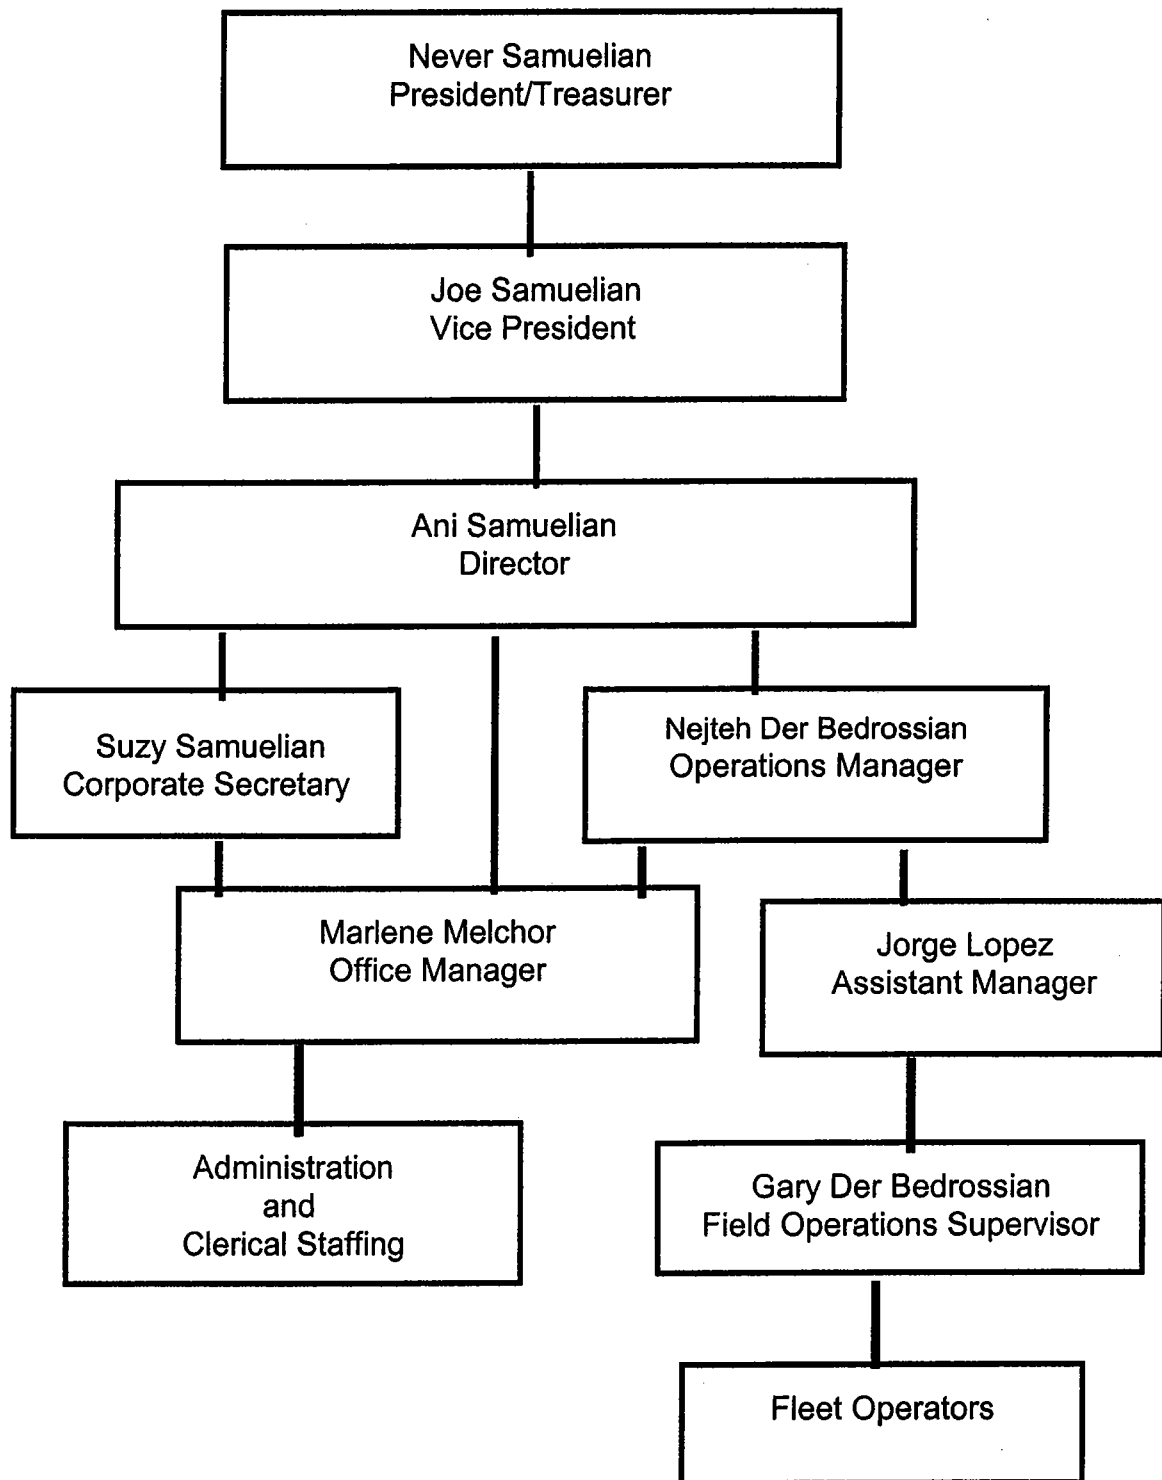 Never Samuelian
President/Treasurer
Joe Samuelian
Vice President
Ani Samuelian
Director
Suzy Samuelian
Corporate Secretary
Nejteh Der Bedrossian
Operations Manager
Marlene Melchor
Office Manager
Jorge Lopez
Assistant Manager
Administration
and
Clerical Staffing
Gary Der Bedrossian
Field Operations Supervisor
Fleet Operators